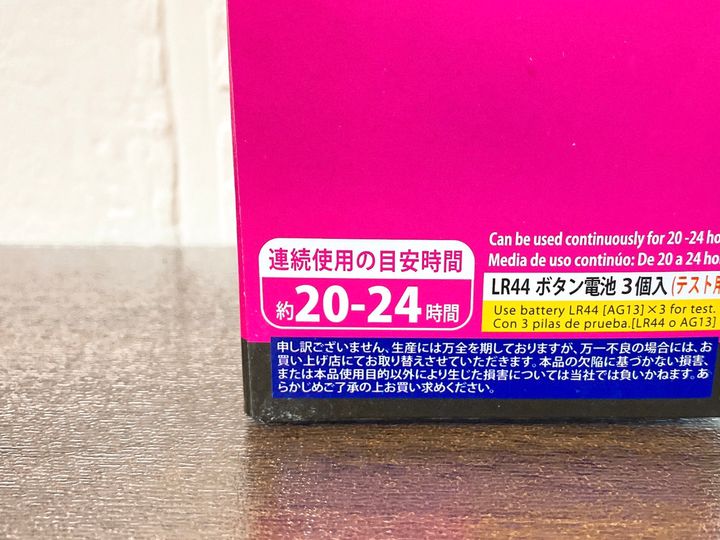 連続使用の目安時間
約20-24時間
Can be used continuously for 20 -24
Media de uso continúo: De 20 a 24
LR44 ボタン電池 3個入(テスト用
Use battery LR44 [AG13]×3 for test.
Con 3 pilas de prueba.[LR44 o AG13]
申し訳ございません、生産には万全を期しておりますが、万一不良の場合には、お
買い上げ店にてお取り替えさせていただきます。本品の欠陥に基づかない損害、
または本品使用目的以外により生じた損害については当社では負いかねます。あ
らかじめご了承の上お買い求めください。